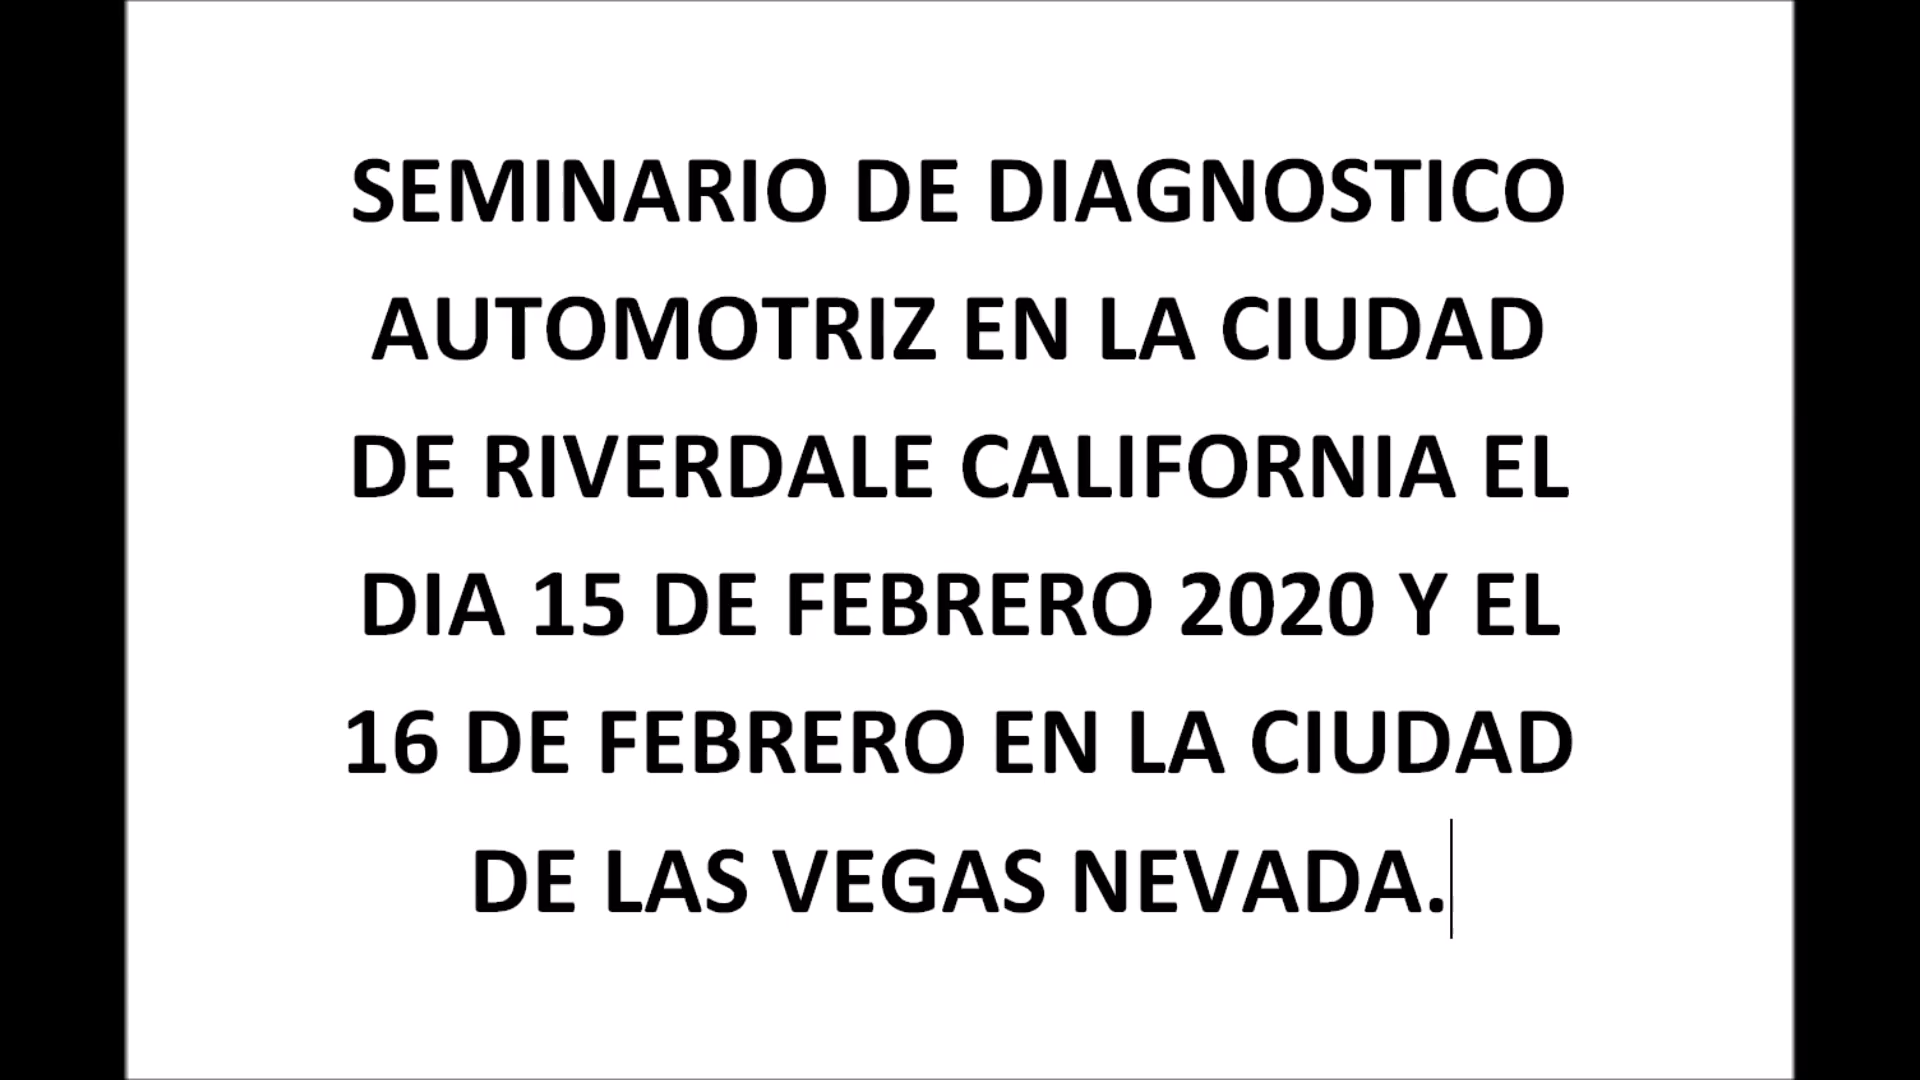 SEMINARIO DE DIAGNOSTICO
AUTOMOTRIZ EN LA CIUDAD
DE RIVERDALE CALIFORNIA EL
DIA 15 DE FEBRERO 2020 Y EL
16 DE FEBRERO EN LA CIUDAD
DE LAS VEGAS NEVADA.